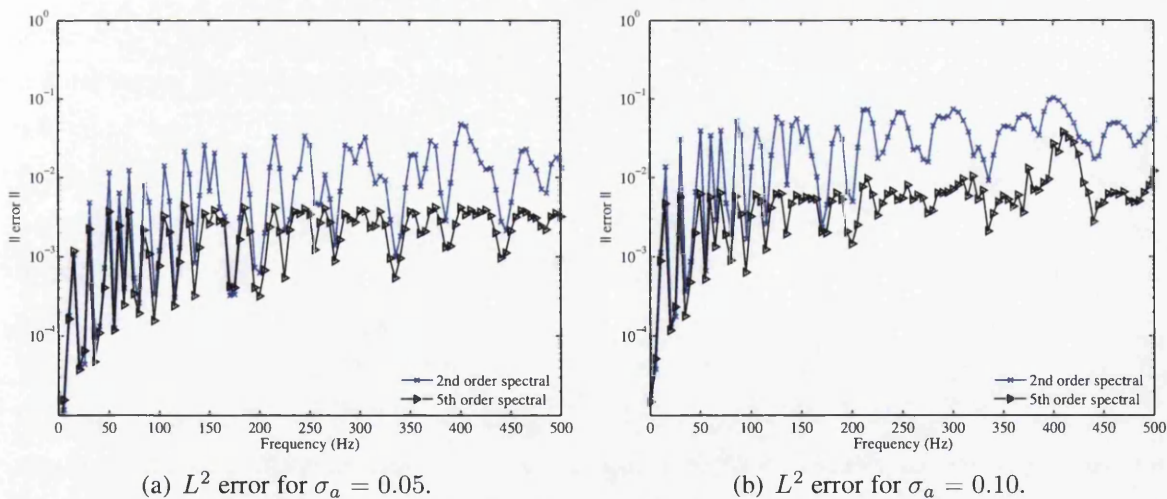 10^0
10^-1
10^-2
10^-3
10^-4
|| error ||
0 50 100 150 200 250 300 350 400 450 500
Frequency (Hz)
2nd order spectral
5th order spectral
(a) L^2 error for σ_a = 0.05.
10^0
10^-1
10^-2
10^-3
10^-4
|| error ||
0 50 100 150 200 250 300 350 400 450 500
Frequency (Hz)
2nd order spectral
5th order spectral
(b) L^2 error for σ_a = 0.10.